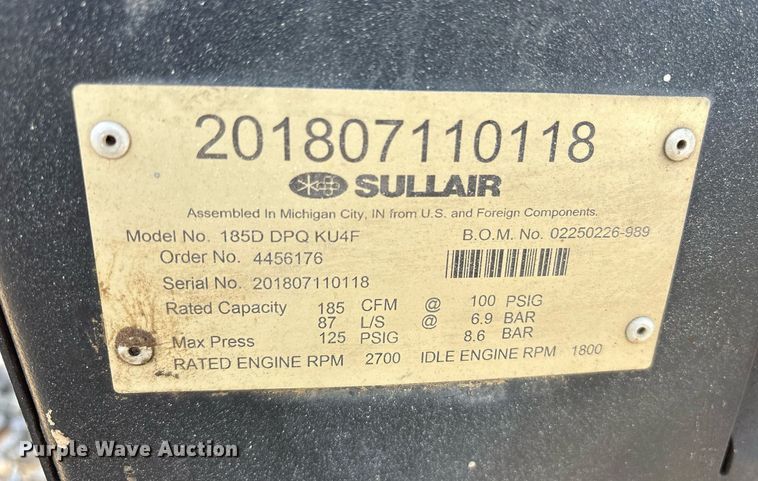 201807110118
SULLAIR
Assembled In Michigan City, IN from U.S. and Foreign Components.
Model No. 185D DPQ KU4F B.O.M. No. 02250226-989
Order No. 4456176
Serial No. 201807110118
Rated Capacity 185 CFM @ 100 PSIG
87 L/S @ 6.9 BAR
Max Press 125 PSIG 8.6 BAR
RATED ENGINE RPM 2700 IDLE ENGINE RPM 1800
Purple Wave Auction